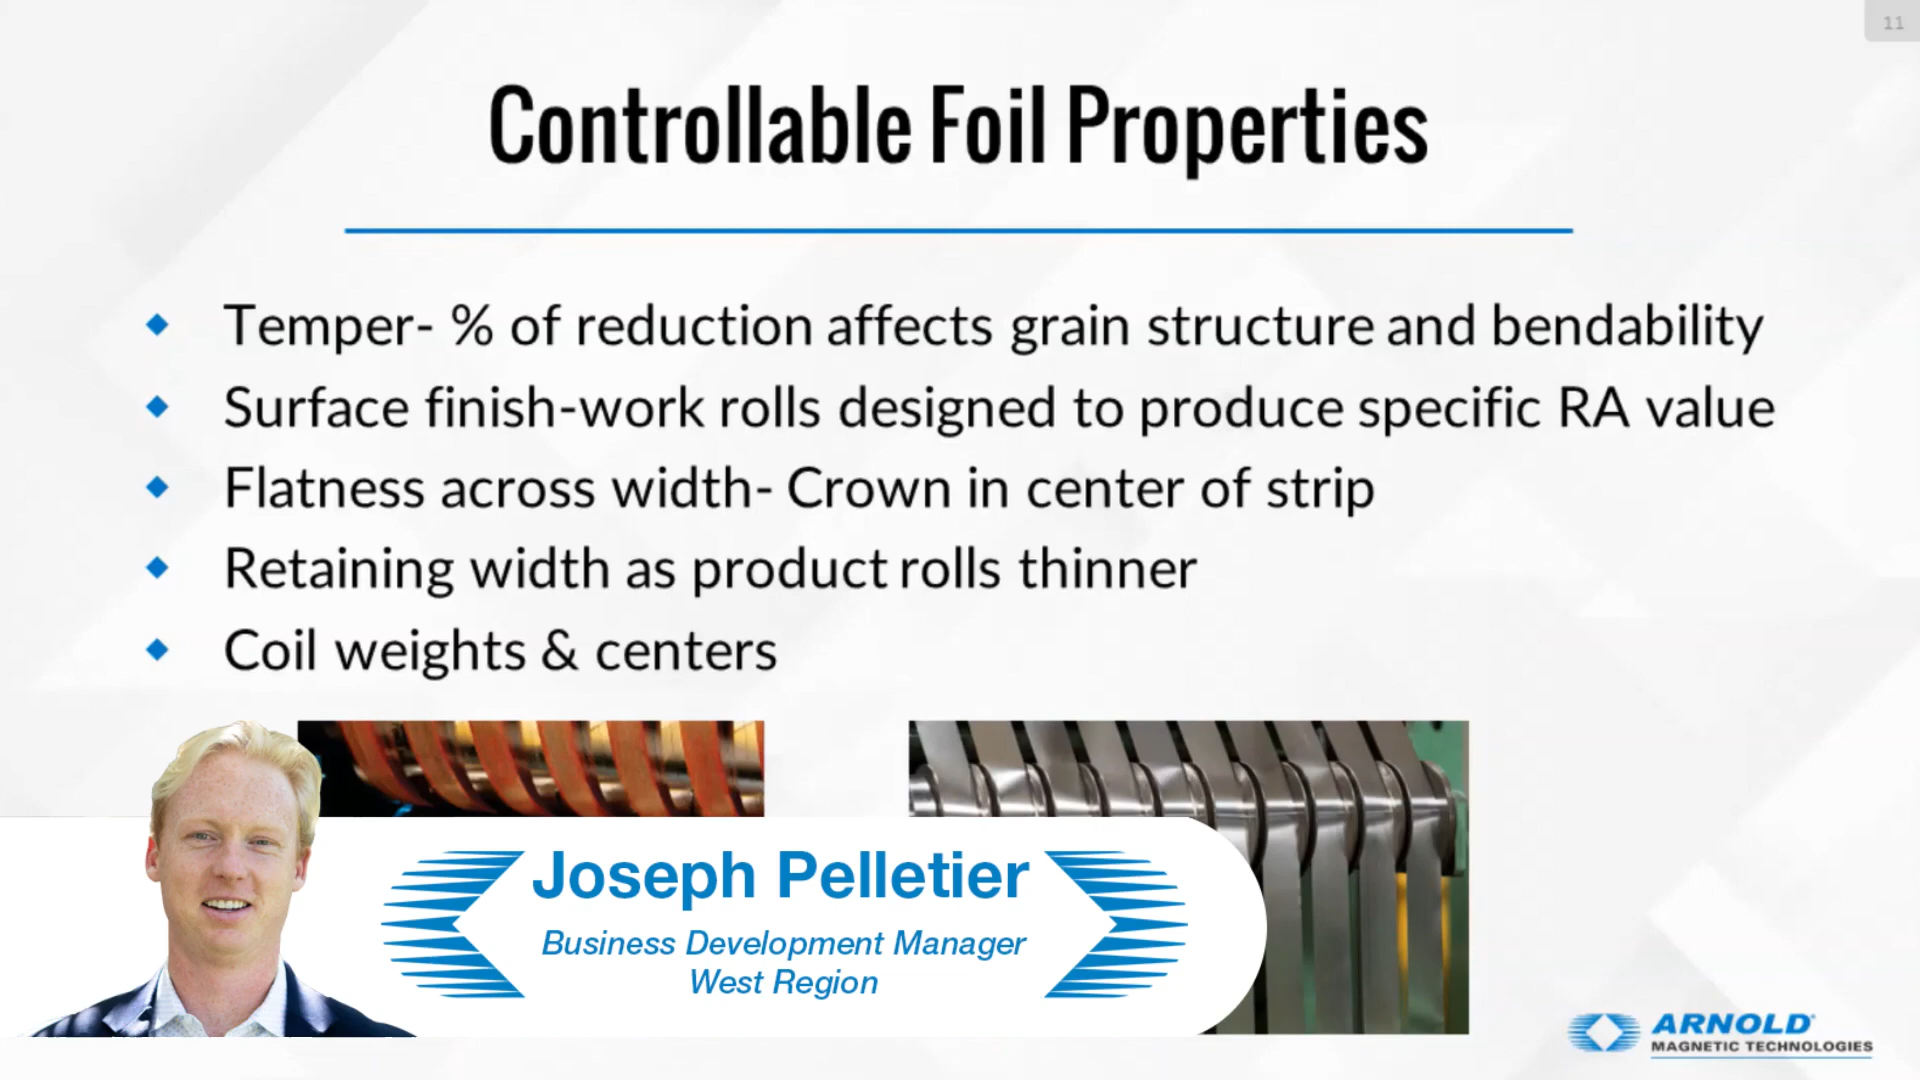 11
Controllable Foil Properties
Temper- % of reduction affects grain structure and bendability
Surface finish-work rolls designed to produce specific RA value
Flatness across width- Crown in center of strip
Retaining width as product rolls thinner
Coil weights & centers
Joseph Pelletier
Business Development Manager
West Region
ARNOLD®
MAGNETIC TECHNOLOGIES